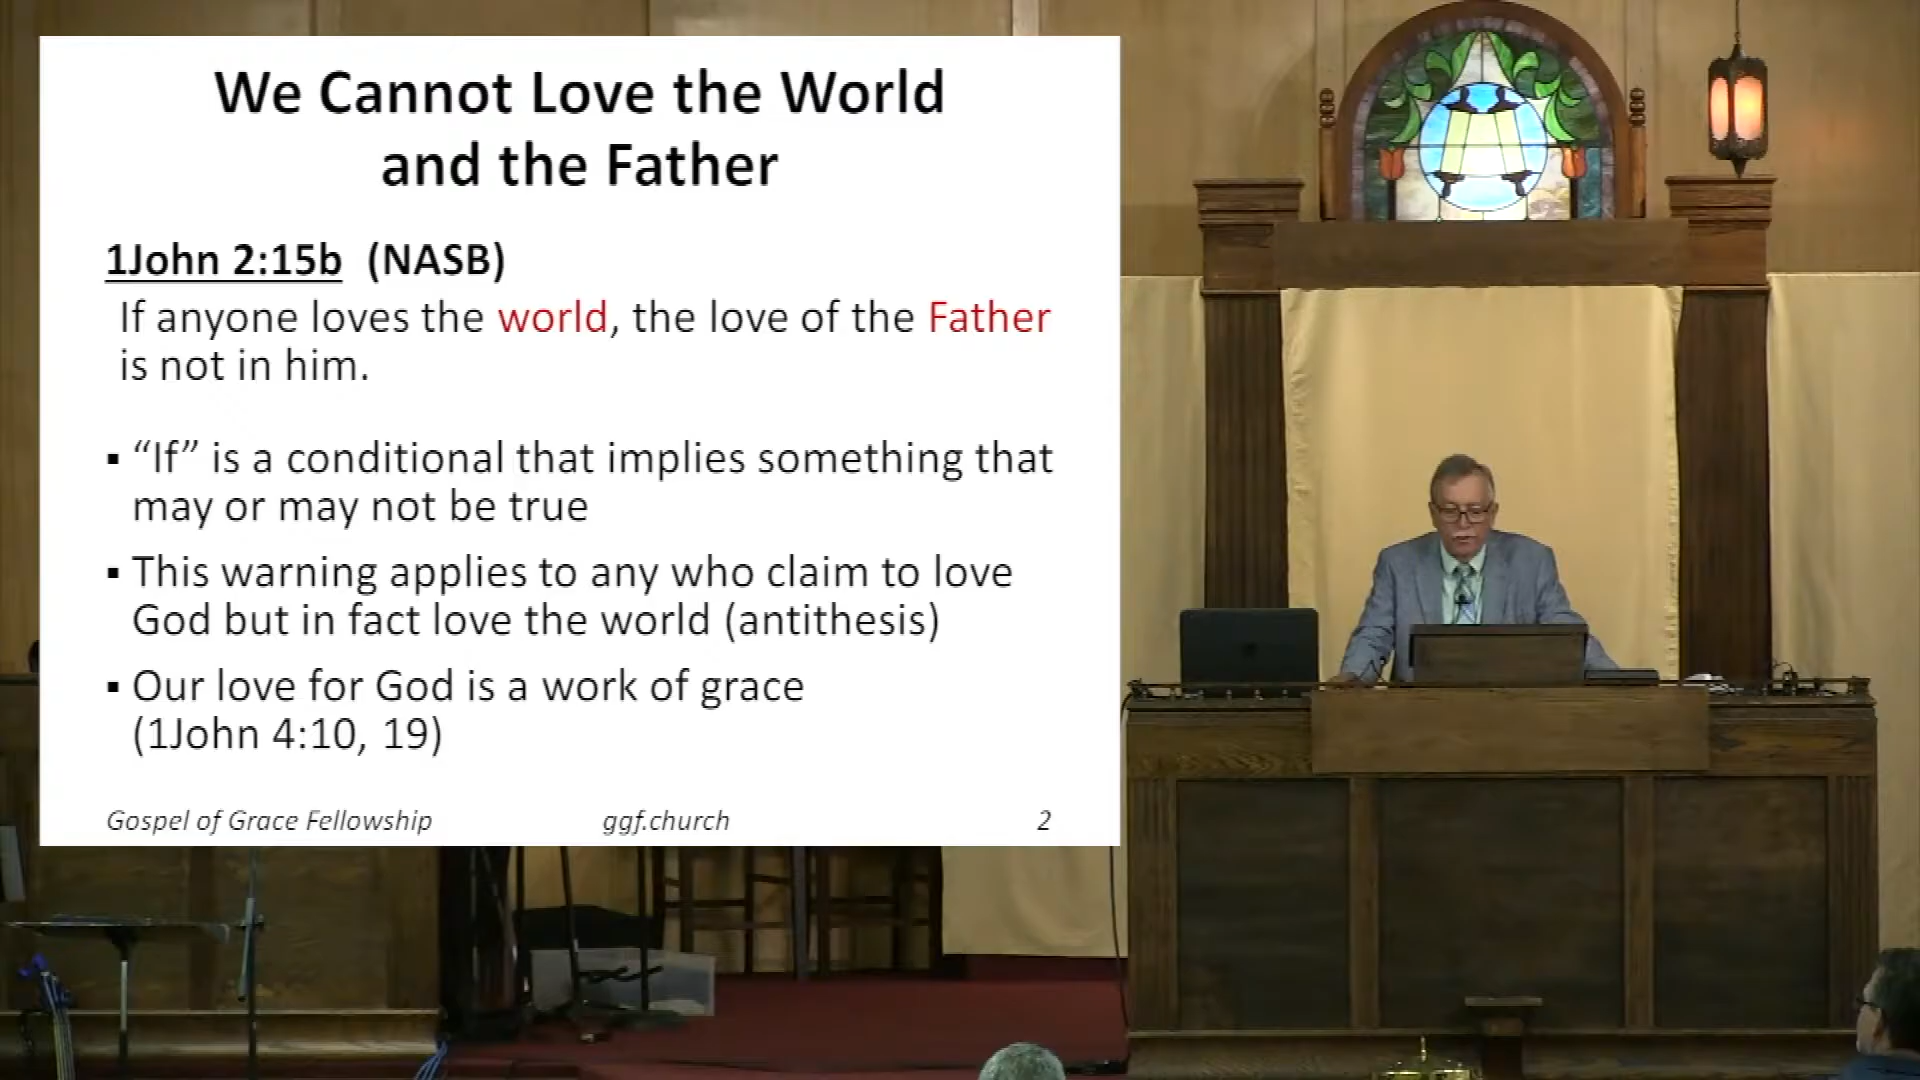 We Cannot Love the World
and the Father
1John 2:15b (NASB)
If anyone loves the world, the love of the Father
is not in him.
▪ “If” is a conditional that implies something that
may or may not be true
▪ This warning applies to any who claim to love
God but in fact love the world (antithesis)
▪ Our love for God is a work of grace
(1John 4:10, 19)
Gospel of Grace Fellowship ggf.church 2